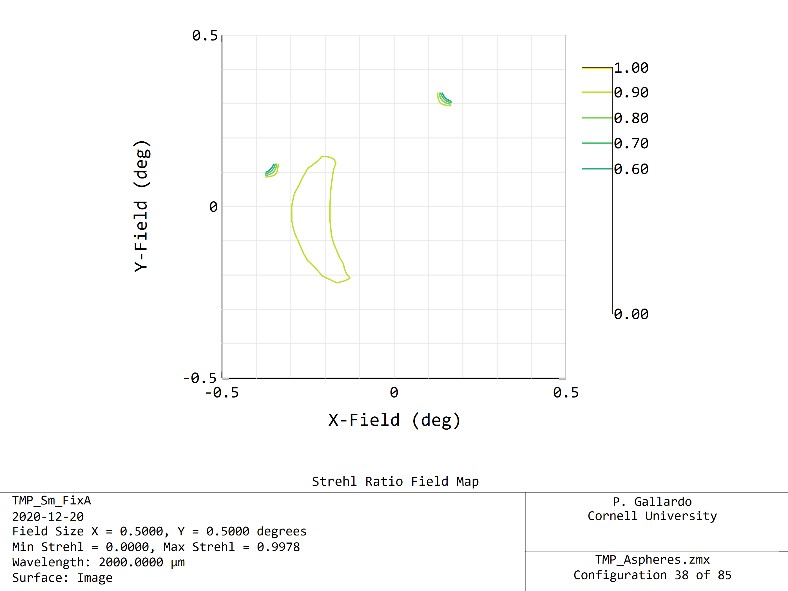 0.5
0
-0.5
-0.5
0
0.5
Y-Field (deg)
X-Field (deg)
1.00
0.90
0.80
0.70
0.60
0.00
Strehl Ratio Field Map
TMP_Sm_FixA
2020-12-20
Field Size X = 0.5000, Y = 0.5000 degrees
Min Strehl = 0.0000, Max Strehl = 0.9978
Wavelength: 2000.0000 µm
Surface: Image
P. Gallardo
Cornell University
TMP_Aspheres.zmx
Configuration 38 of 85